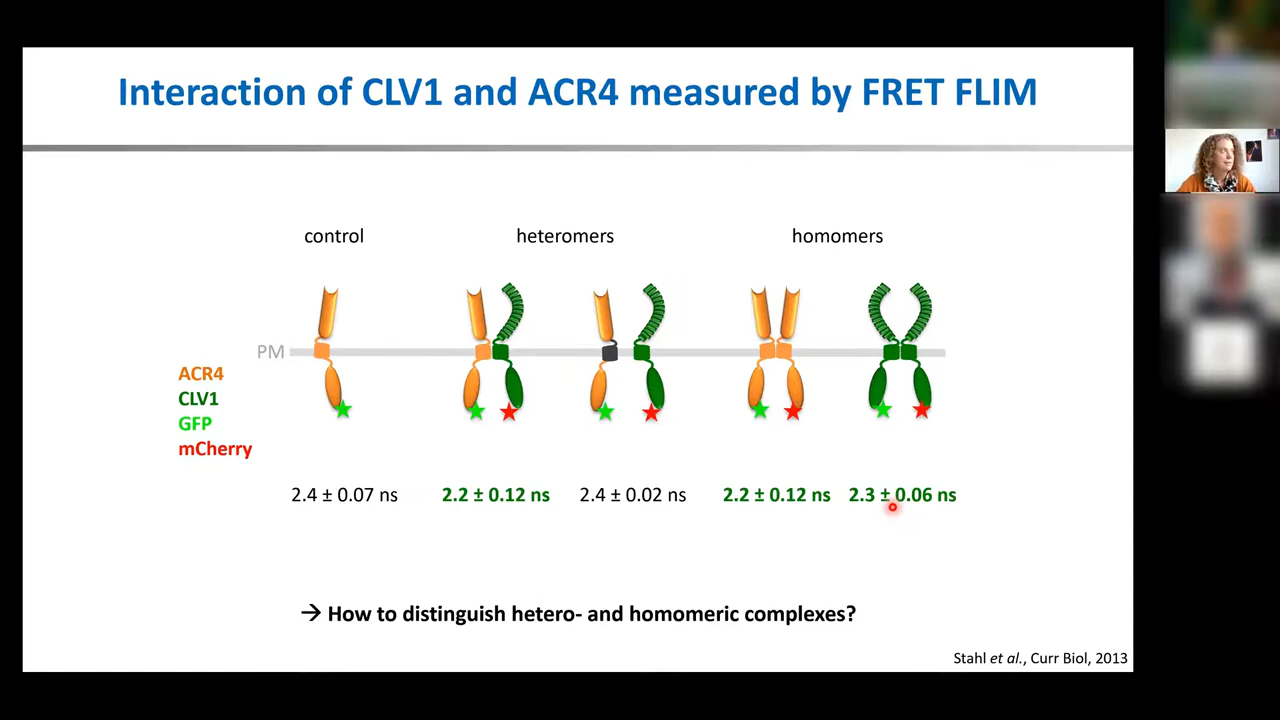 Interaction of CLV1 and ACR4 measured by FRET FLIM
control heteromers homomers
PM
ACR4
CLV1
GFP
mCherry
2.4 ± 0.07 ns 2.2 ± 0.12 ns 2.4 ± 0.02 ns 2.2 ± 0.12 ns 2.3 ± 0.06 ns
→ How to distinguish hetero- and homomeric complexes?
Stahl et al., Curr Biol, 2013